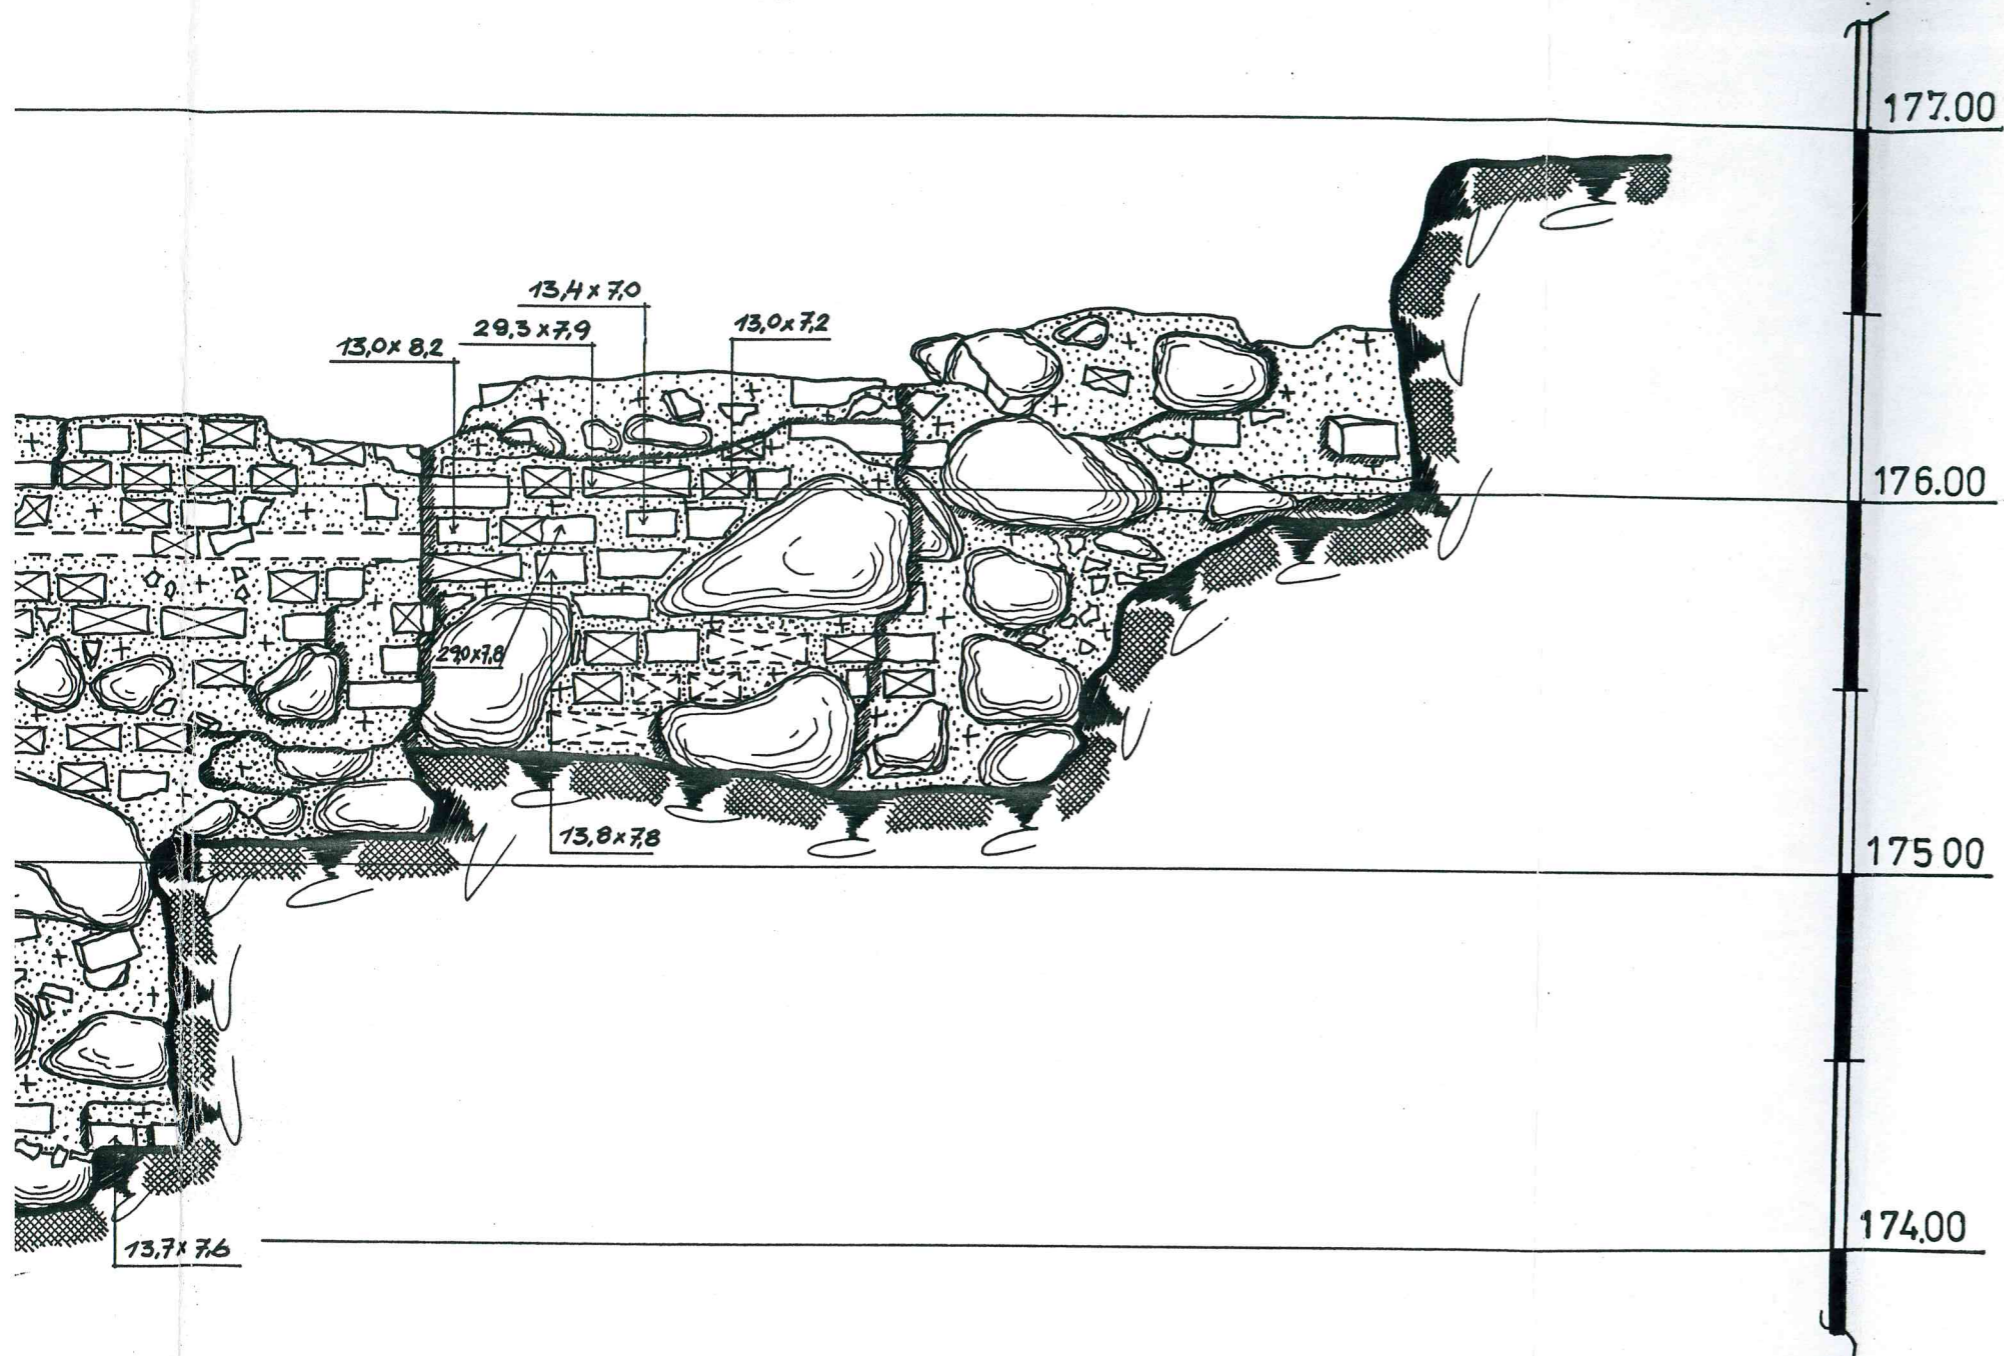 177.00
13,4 x 7,0
29,3 x 7,9
13,0 x 7,2
13,0 x 8,2
176.00
29,0 x 7,8
13,8 x 7,8
175 00
174.00
13,7 x 7,6